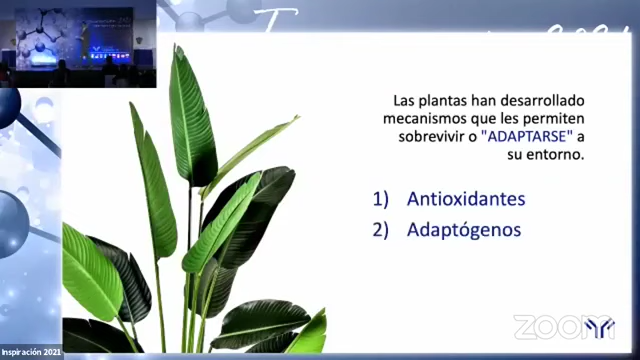 Las plantas han desarrollado
mecanismos que les permiten
sobrevivir o "ADAPTARSE" a
su entorno.
1) Antioxidantes
2) Adaptógenos
zoom
Inspiración 2021